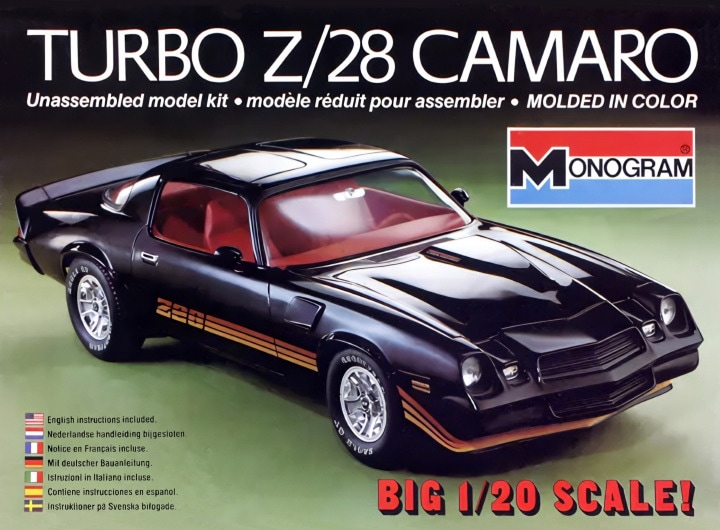 TURBO Z/28 CAMARO
Unassembled model kit • modèle réduit pour assembler • MOLDED IN COLOR
MONOGRAM
Z28
English instructions included.
Nederlandse handleiding bijgesloten.
Notice en Français incluse.
Mit deutscher Bauanleitung.
Istruzioni in Italiano incluse.
Contiene instrucciones en español.
Instruktioner på Svenska bifogade.
BIG 1/20 SCALE!